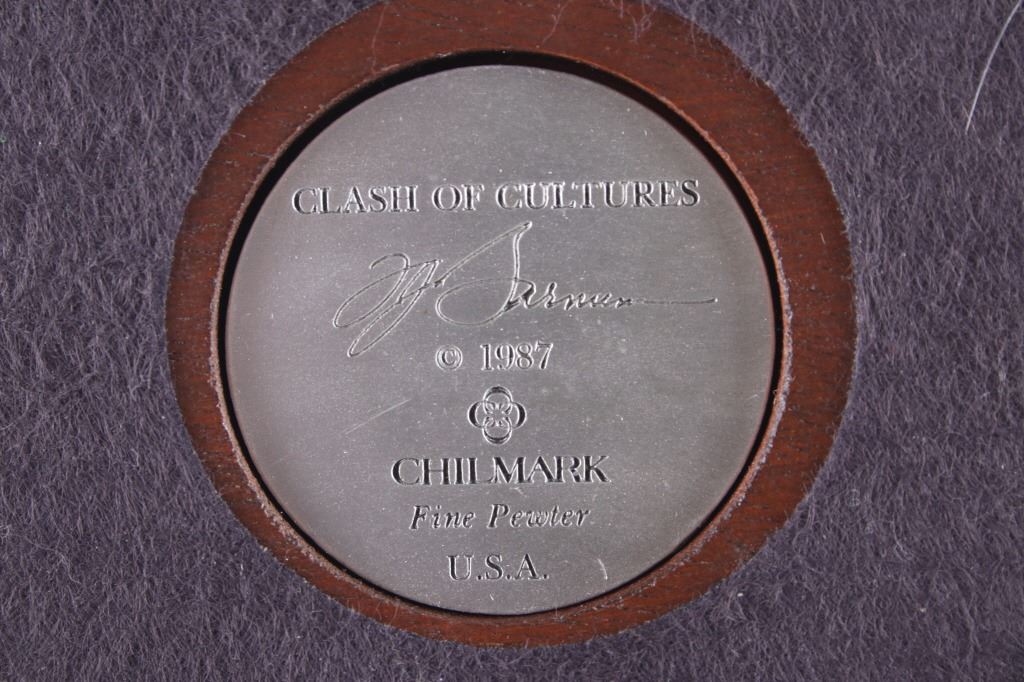 CLASH OF CULTURES
© 1987
CHILMARK
Fine Pewter
U.S.A.